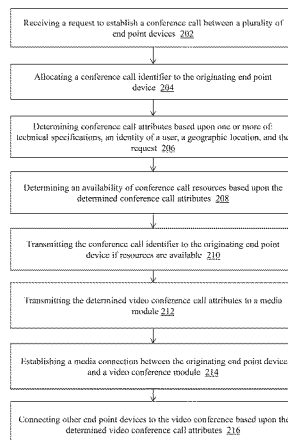 Receiving a request to establish a conference call between a plurality of
end point devices 202
Allocating a conference call identifier to the originating end point
device 204
Determining conference call attributes based upon one or more of:
technical specifications, an identity of a user, a geographic location, and the
request 206
Determining an availability of conference call resources based upon the
determined conference call attributes 208
Transmitting the conference call identifier to the originating end point
device if resources are available 210
Transmitting the determined video conference call attributes to a media
module 212
Establishing a media connection between the originating end point device
and a video conference module 214
Connecting other end point devices to the video conference based upon the
determined video conference call attributes 216